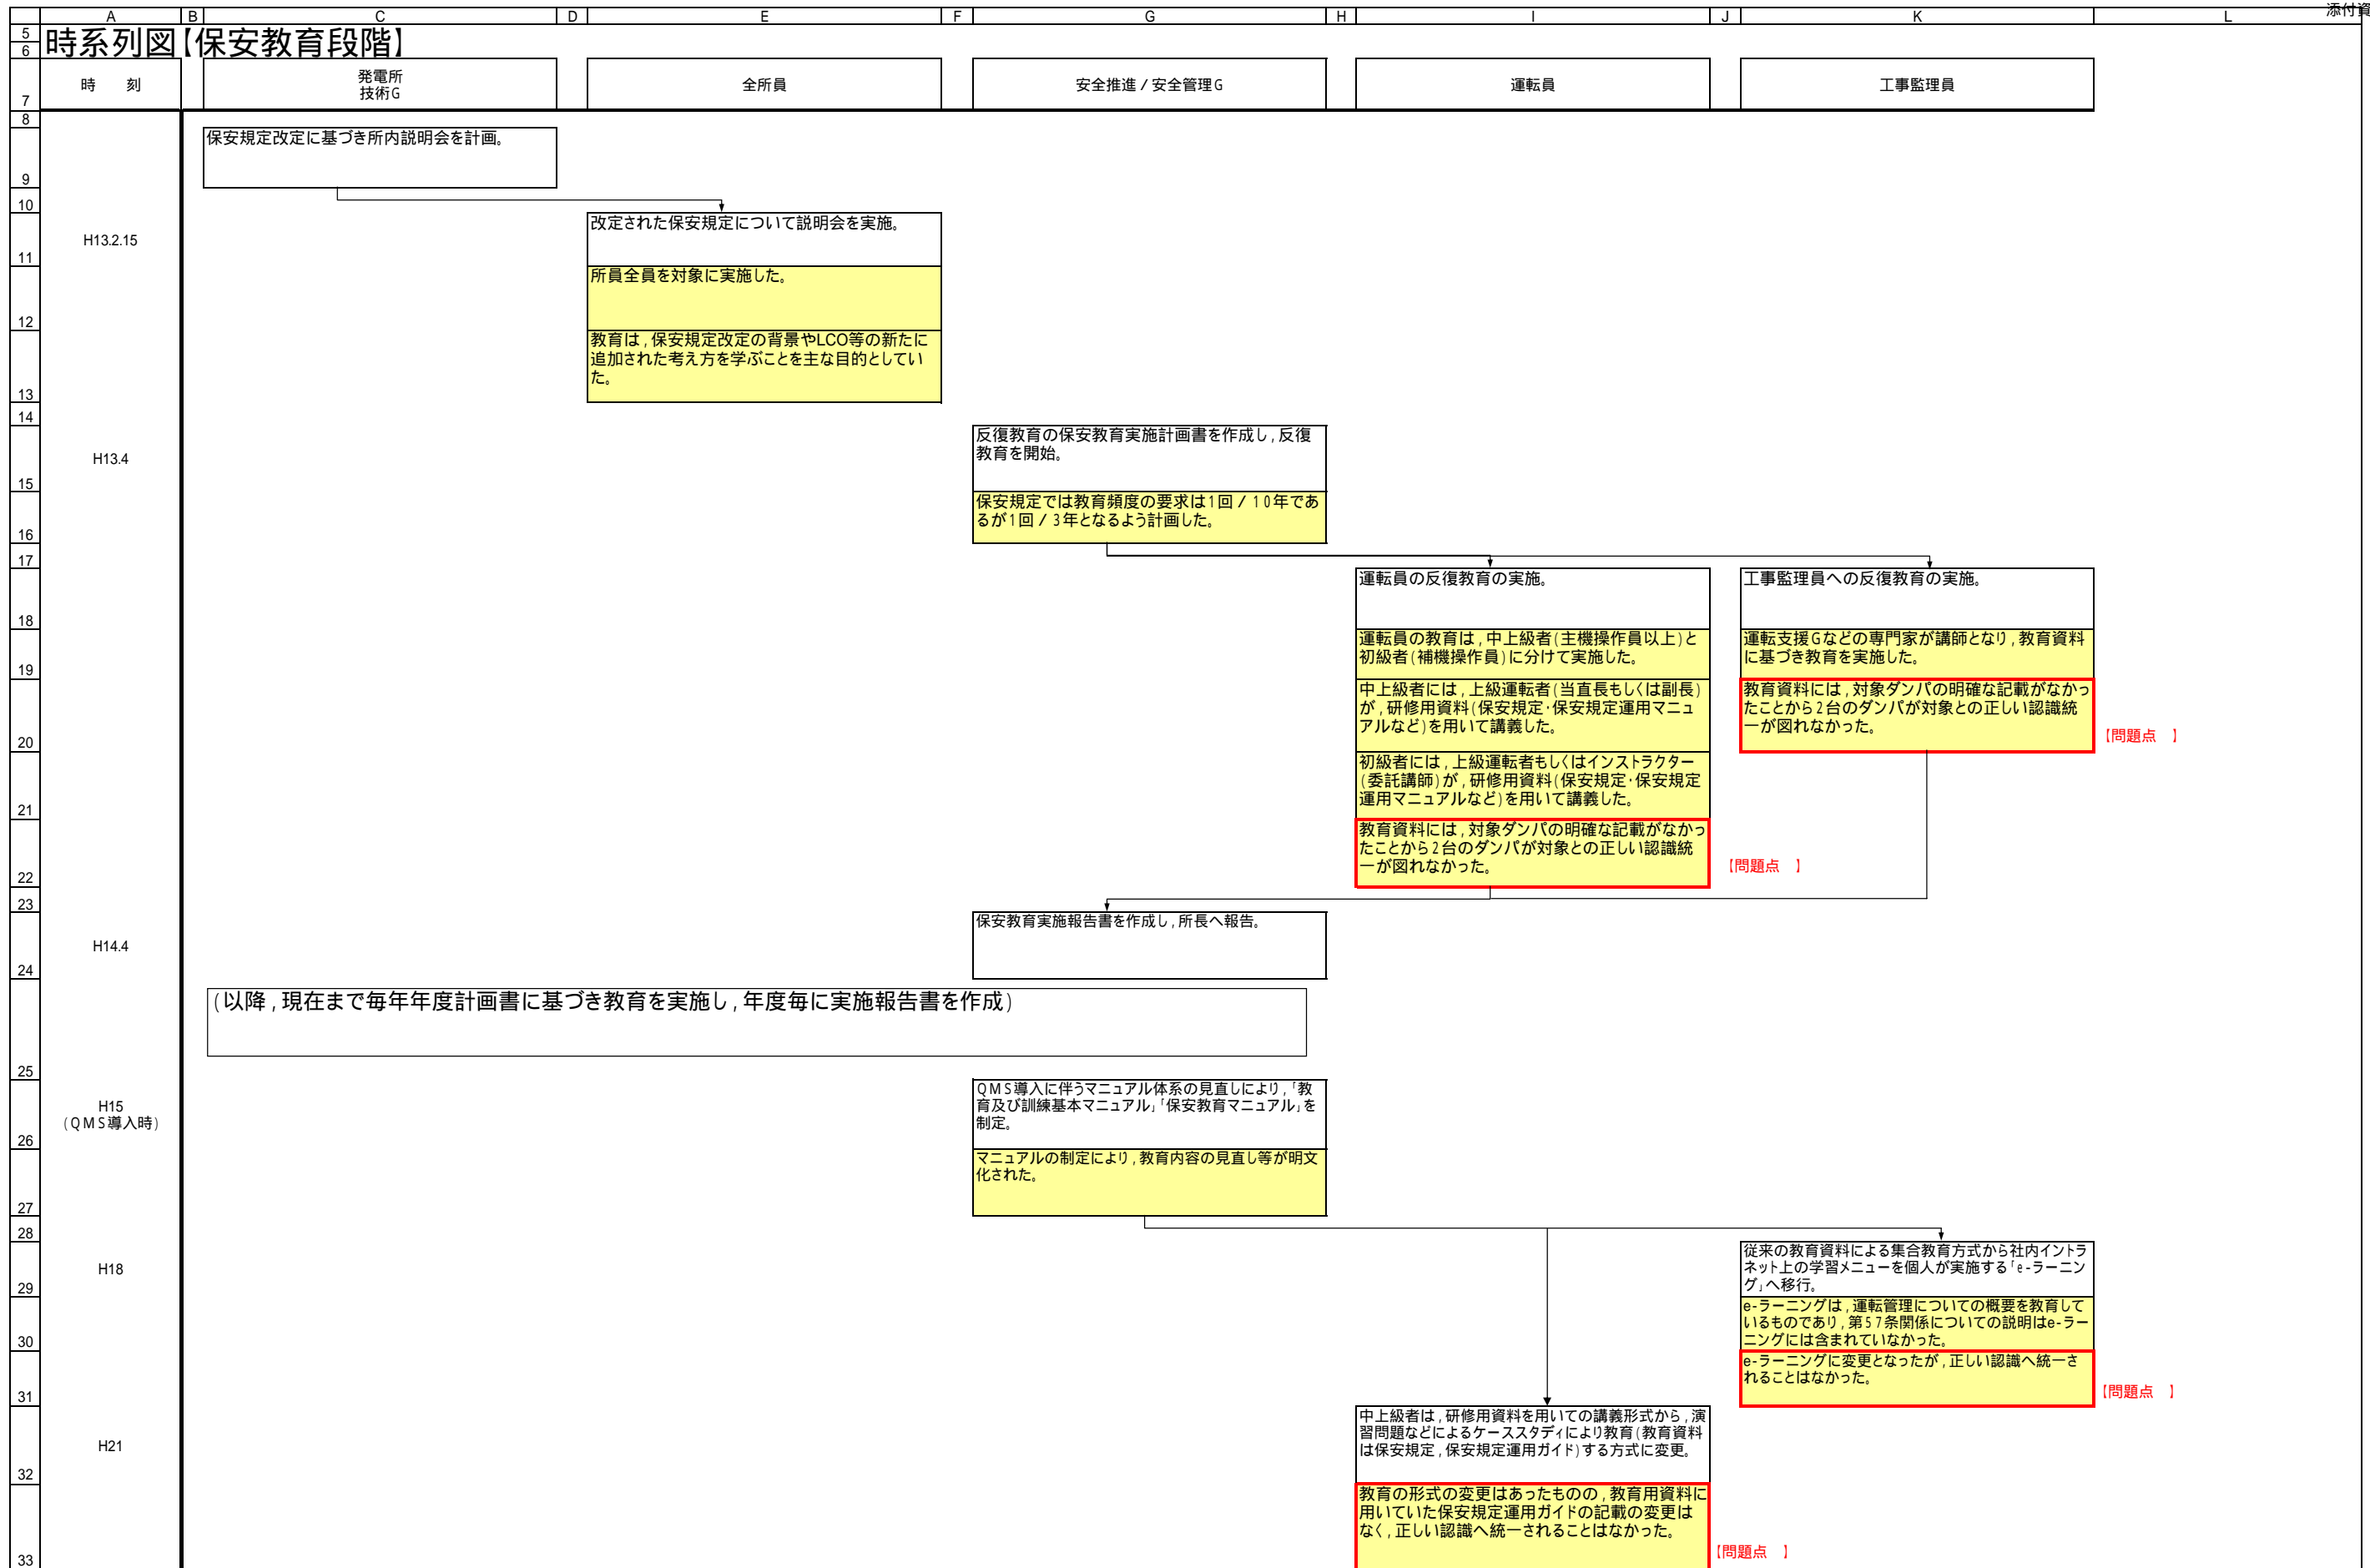 添付資
A B C D E F G H I J K L
5
6
時系列図【保安教育段階】
7
時　刻
発電所
技術G
全所員
安全推進／安全管理G
運転員
工事監理員
8
9
保安規定改定に基づき所内説明会を計画。
10
11
H13.2.15
改定された保安規定について説明会を実施。
12
所員全員を対象に実施した。
13
教育は,保安規定改定の背景やLCO等の新たに
追加された考え方を学ぶことを主な目的としてい
た。
14
15
H13.4
反復教育の保安教育実施計画書を作成し,反復
教育を開始。
16
保安規定では教育頻度の要求は1回／10年であ
るが1回／3年となるよう計画した。
17
18
運転員の反復教育の実施。
工事監理員への反復教育の実施。
19
運転員の教育は,中上級者(主機操作員以上)と
初級者(補機操作員)に分けて実施した。
運転支援Gなどの専門家が講師となり,教育資料
に基づき教育を実施した。
20
中上級者には,上級運転者(当直長もしくは副長)
が,研修用資料(保安規定・保安規定運用マニュ
アルなど)を用いて講義した。
教育資料には,対象ダンパの明確な記載がなかっ
たことから2台のダンパが対象との正しい認識統
一が図れなかった。
【問題点　】
21
初級者には,上級運転者もしくはインストラクター
(委託講師)が,研修用資料(保安規定・保安規定
運用マニュアルなど)を用いて講義した。
22
教育資料には,対象ダンパの明確な記載がなかっ
たことから2台のダンパが対象との正しい認識統
一が図れなかった。
【問題点　】
23
24
H14.4
保安教育実施報告書を作成し,所長へ報告。
25
(以降,現在まで毎年年度計画書に基づき教育を実施し,年度毎に実施報告書を作成)
26
H15
(QMS導入時)
QMS導入に伴うマニュアル体系の見直しにより,「教
育及び訓練基本マニュアル」「保安教育マニュアル」を
制定。
27
マニュアルの制定により,教育内容の見直し等が明文
化された。
28
29
H18
従来の教育資料による集合教育方式から社内イントラ
ネット上の学習メニューを個人が実施する「e-ラーニン
グ」へ移行。
30
e-ラーニングは,運転管理についての概要を教育して
いるものであり,第57条関係についての説明はe-ラー
ニングには含まれていなかった。
31
e-ラーニングに変更となったが,正しい認識へ統一さ
れることはなかった。
【問題点　】
32
H21
中上級者は,研修用資料を用いての講義形式から,演
習問題などによるケーススタディにより教育(教育資料
は保安規定,保安規定運用ガイド)する方式に変更。
33
教育の形式の変更はあったものの,教育用資料に
用いていた保安規定運用ガイドの記載の変更は
なく,正しい認識へ統一されることはなかった。
【問題点　】